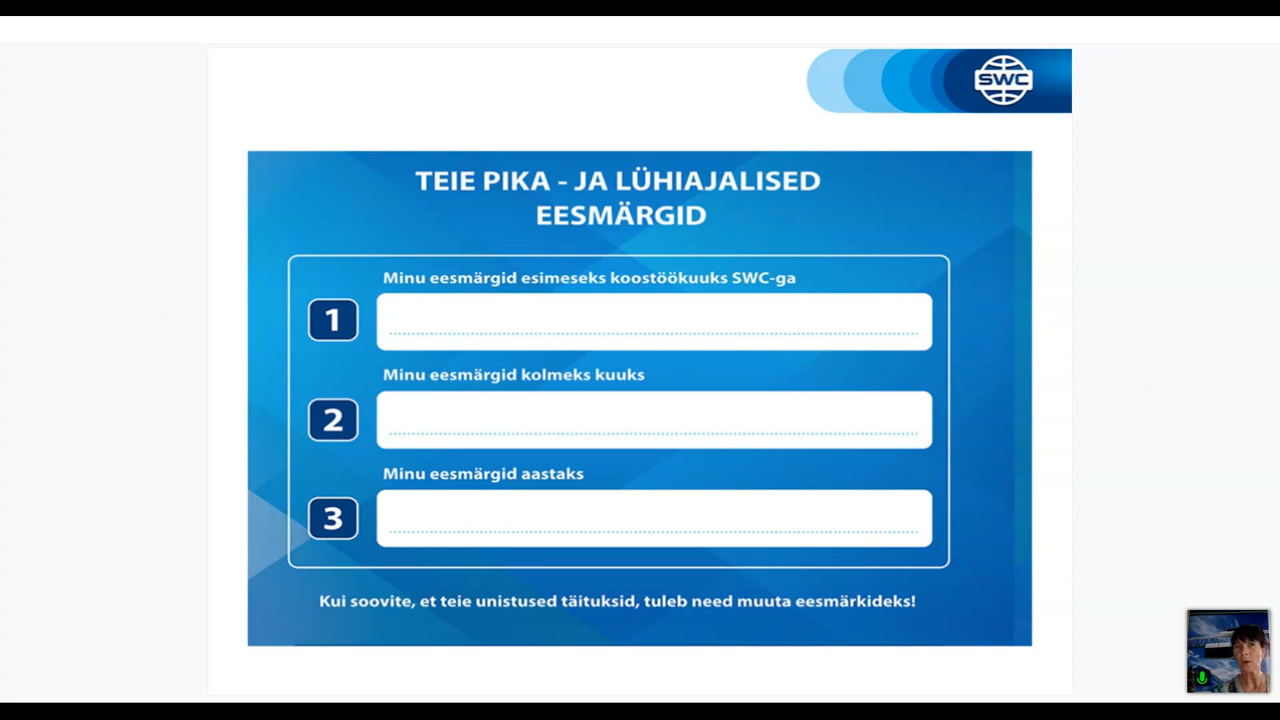 SWC
TEIE PIKA - JA LÜHIAJALISED
EESMÄRGID
Minu eesmärgid esimeseks koostöökuuks SWC-ga
1
Minu eesmärgid kolmeks kuuks
2
Minu eesmärgid aastaks
3
Kui soovite, et teie unistused täituksid, tuleb need muuta eesmärkideks!